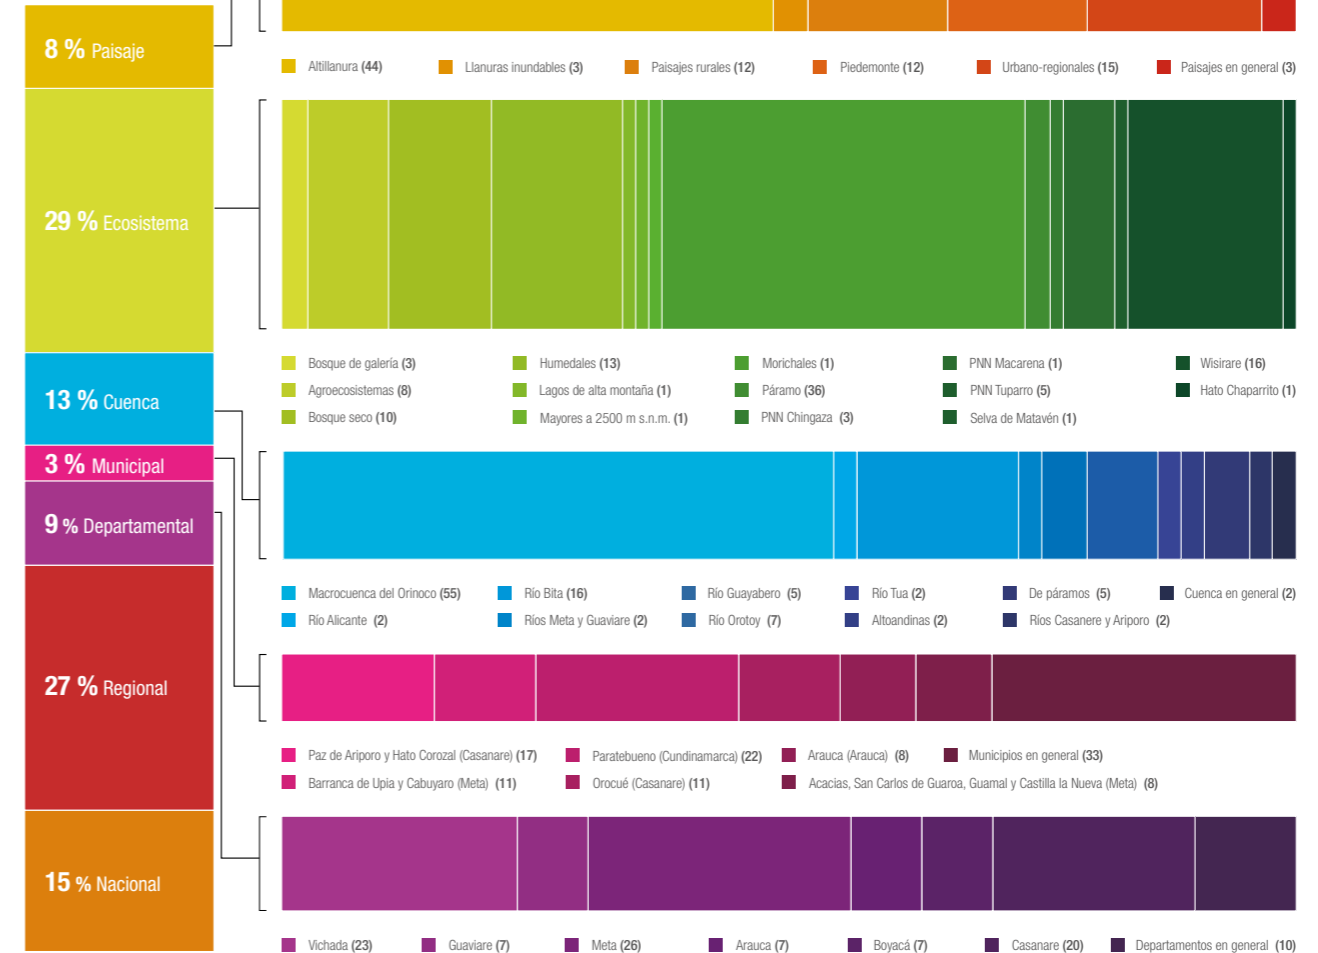 8 % Paisaje
Altillanura (44)
Llanuras inundables (3)
Paisajes rurales (12)
Piedemonte (12)
Urbano-regionales (15)
Paisajes en general (3)
29 % Ecosistema
Bosque de galería (3)
Agroecosistemas (8)
Bosque seco (10)
Humedales (13)
Lagos de alta montaña (1)
Mayores a 2500 m s.n.m. (1)
Morichales (1)
Páramo (36)
PNN Chingaza (3)
PNN Macarena (1)
PNN Tuparro (5)
Selva de Matavén (1)
Wisirare (16)
Hato Chaparrito (1)
13 % Cuenca
Macrocuenca del Orinoco (55)
Río Alicante (2)
Río Bita (16)
Ríos Meta y Guaviare (2)
Río Guayabero (5)
Río Orotoy (7)
Río Tua (2)
Altoandinas (2)
De páramos (5)
Ríos Casanere y Ariporo (2)
Cuenca en general (2)
3 % Municipal
Paz de Ariporo y Hato Corozal (Casanare) (17)
Barranca de Upia y Cabuyaro (Meta) (11)
Paratebueno (Cundinamarca) (22)
Orocué (Casanare) (11)
Arauca (Arauca) (8)
Acacias, San Carlos de Guaroa, Guamal y Castilla la Nueva (Meta) (8)
Municipios en general (33)
9 % Departamental
Vichada (23)
Guaviare (7)
Meta (26)
Arauca (7)
Boyacá (7)
Casanare (20)
Departamentos en general (10)
27 % Regional
15 % Nacional